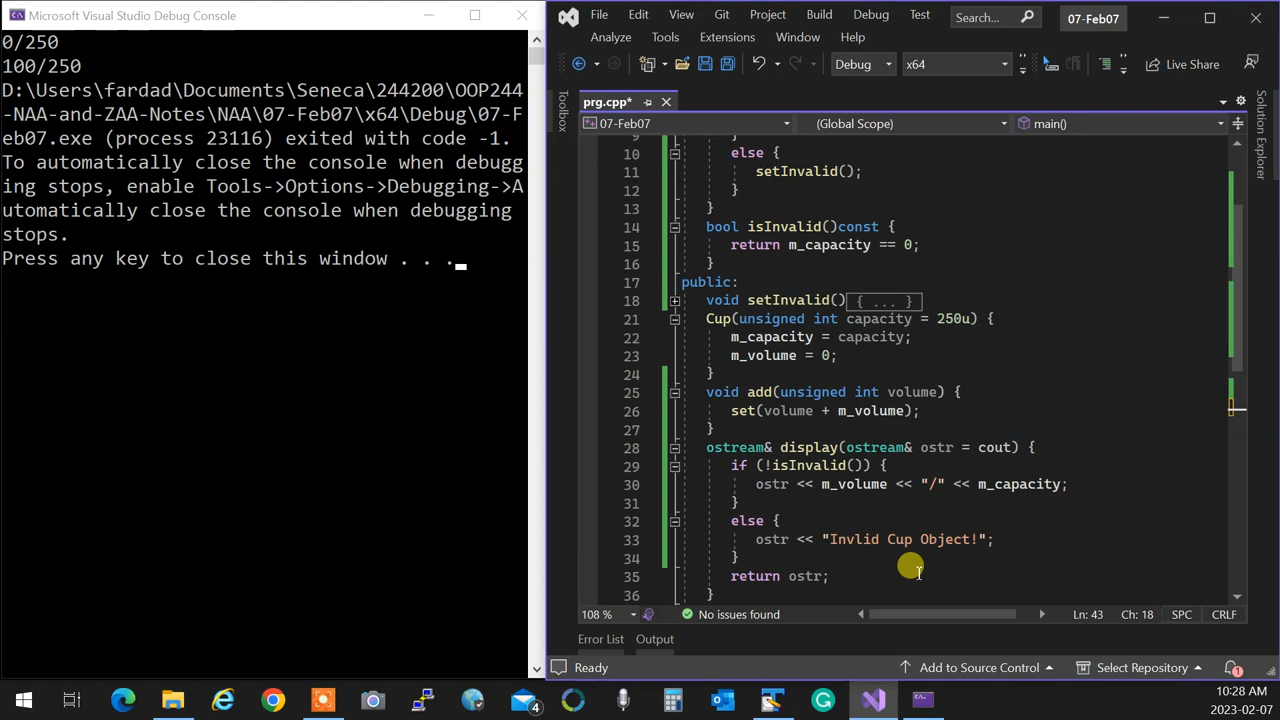 Microsoft Visual Studio Debug Console
0/250
100/250
D:\Users\fardad\Documents\Seneca\244200\OOP244
-NAA-and-ZAA-Notes\NAA\07-Feb07\x64\Debug\07-F
eb07.exe (process 23116) exited with code -1.
To automatically close the console when debugg
ing stops, enable Tools->Options->Debugging->A
utomatically close the console when debugging
stops.
Press any key to close this window . . .
File Edit View Git Project Build Debug Test Search... 07-Feb07
Analyze Tools Extensions Window Help
Debug x64 Live Share
Toolbox
prg.cpp*
07-Feb07 (Global Scope) main()
9 }
10 else {
11 setInvalid();
12 }
13 }
14 bool isInvalid()const {
15 return m_capacity == 0;
16 }
17 public:
18 void setInvalid(){ ... }
21 Cup(unsigned int capacity = 250u) {
22 m_capacity = capacity;
23 m_volume = 0;
24 }
25 void add(unsigned int volume) {
26 set(volume + m_volume);
27 }
28 ostream& display(ostream& ostr = cout) {
29 if (!isInvalid()) {
30 ostr << m_volume << "/" << m_capacity;
31 }
32 else {
33 ostr << "Invlid Cup Object!";
34 }
35 return ostr;
36 }
Solution Explorer
108 % No issues found Ln: 43 Ch: 18 SPC CRLF
Error List Output
Ready Add to Source Control Select Repository 1
4
10:28 AM
2023-02-07